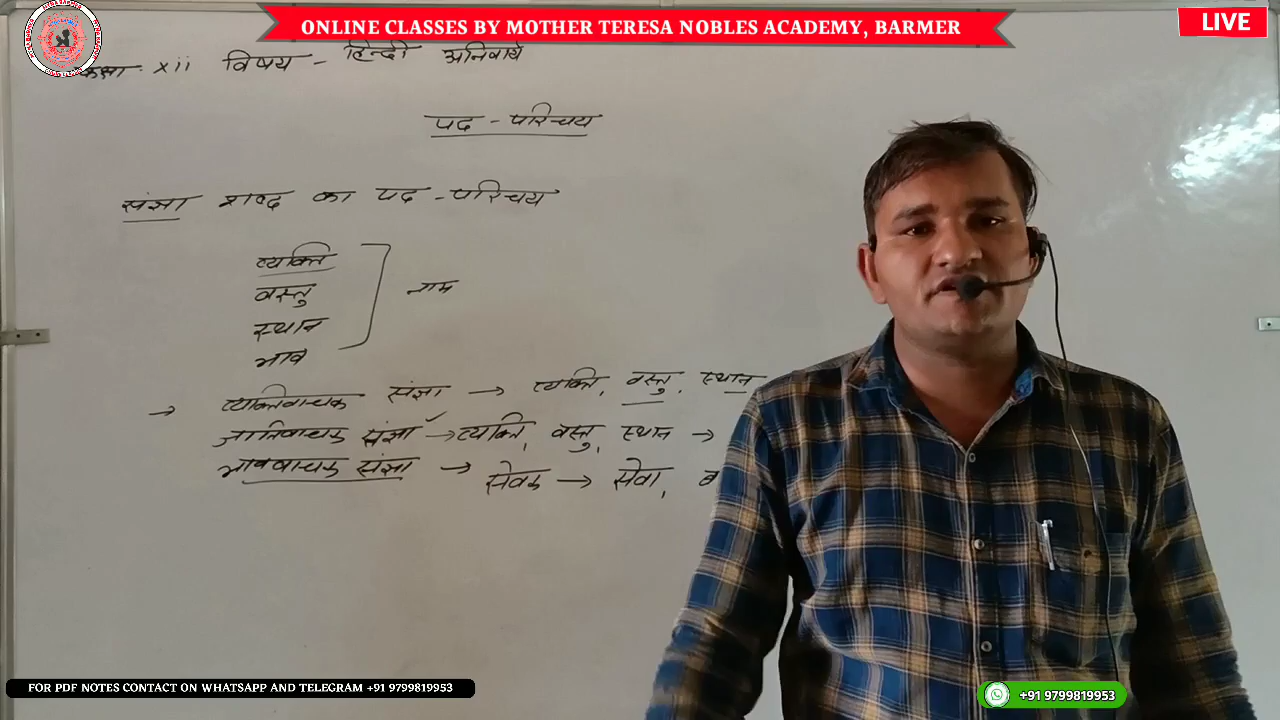 ONLINE CLASSES BY MOTHER TERESA NOBLES ACADEMY, BARMER
LIVE
कक्षा xii विषय - हिन्दी अनिवार्य
पद - परिचय
संज्ञा शब्द का पद - परिचय
व्यक्ति
वस्तु
स्थान
भाव
नाम
→ व्यक्तिवाचक संज्ञा → व्यक्ति, वस्तु, स्थान
जातिवाचक संज्ञा → व्यक्ति, वस्तु, स्थान →
भाववाचक संज्ञा → सेवक → सेवा,
FOR PDF NOTES CONTACT ON WHATSAPP AND TELEGRAM +91 9799819953
+91 9799819953